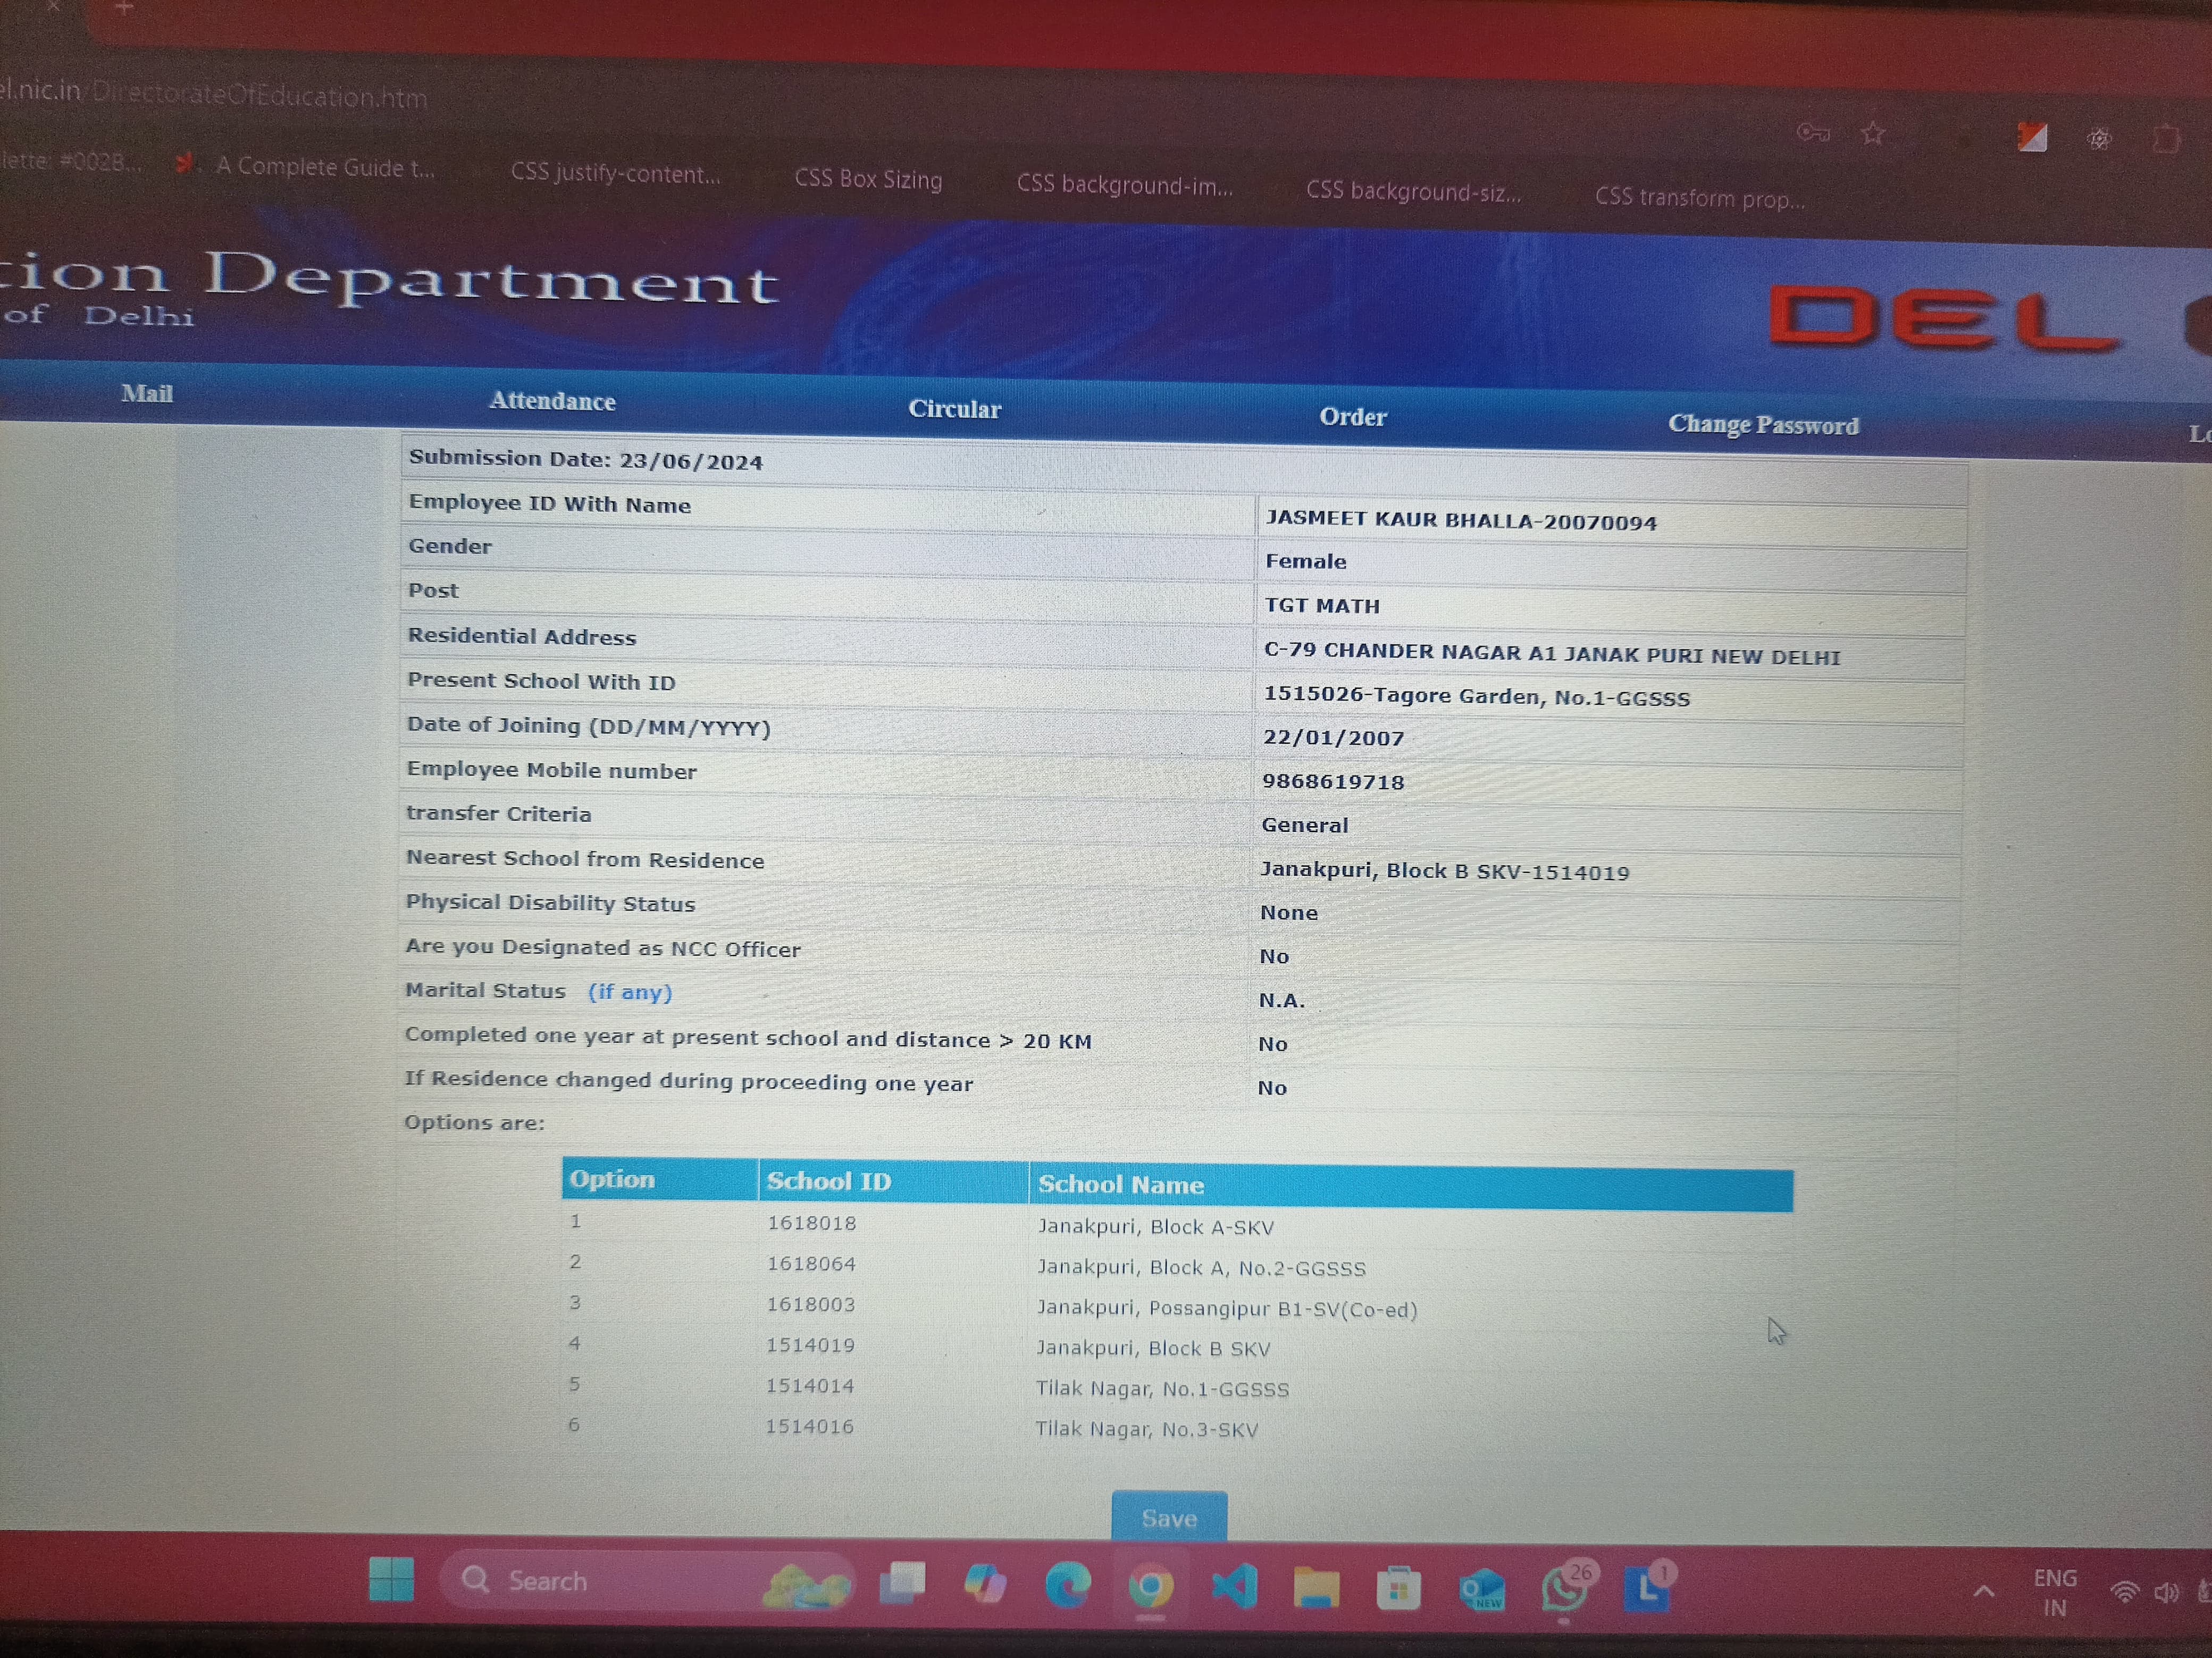 el.nic.in/DirectorateOfEducation.htm
lette: #002B...
A Complete Guide t...
CSS justify-content...
CSS Box Sizing
CSS background-im...
CSS background-siz...
CSS transform prop...
tion Department
of Delhi
DEL
Mail
Attendance
Circular
Order
Change Password
Lo
Submission Date: 23/06/2024
Employee ID With Name JASMEET KAUR BHALLA-20070094
Gender Female
Post TGT MATH
Residential Address C-79 CHANDER NAGAR A1 JANAK PURI NEW DELHI
Present School With ID 1515026-Tagore Garden, No.1-GGSSS
Date of Joining (DD/MM/YYYY) 22/01/2007
Employee Mobile number 9868619718
transfer Criteria General
Nearest School from Residence Janakpuri, Block B SKV-1514019
Physical Disability Status None
Are you Designated as NCC Officer No
Marital Status (if any) N.A.
Completed one year at present school and distance > 20 KM No
If Residence changed during proceeding one year No
Options are:
Option School ID School Name
1 1618018 Janakpuri, Block A-SKV
2 1618064 Janakpuri, Block A, No.2-GGSSS
3 1618003 Janakpuri, Possangipur B1-SV(Co-ed)
4 1514019 Janakpuri, Block B SKV
5 1514014 Tilak Nagar, No.1-GGSSS
6 1514016 Tilak Nagar, No.3-SKV
Save
Search
NEW
26
1
ENG
IN